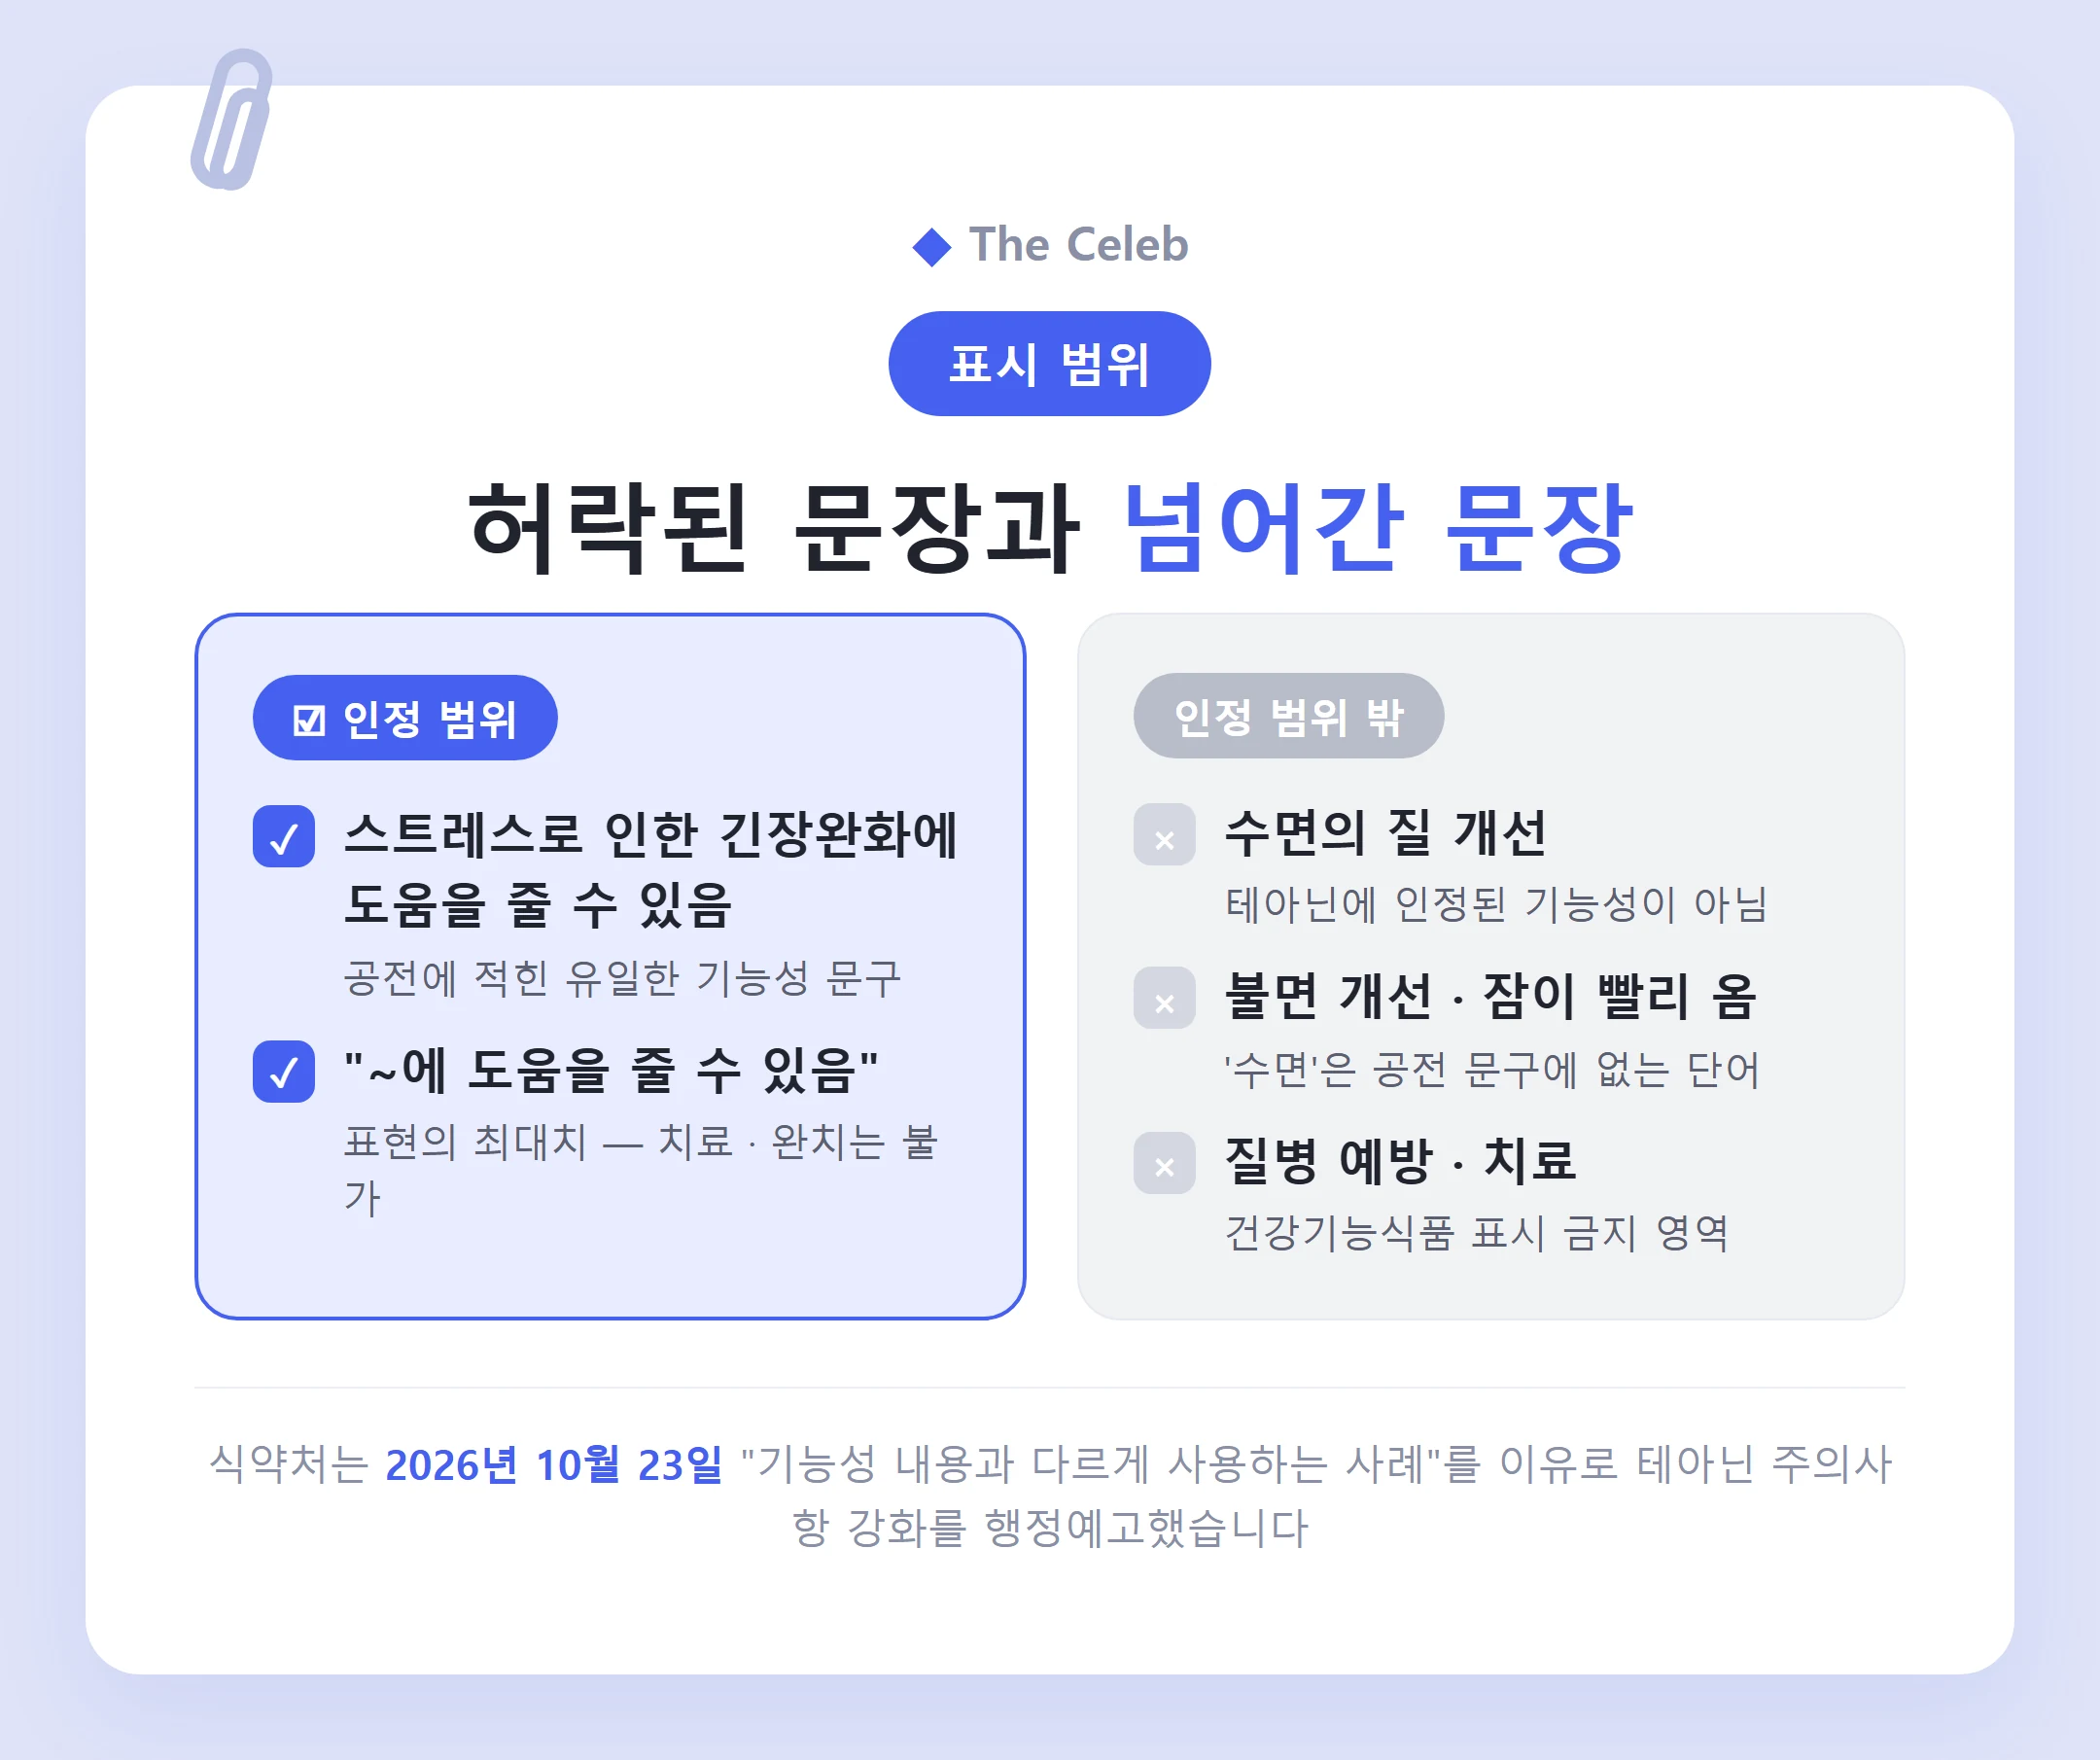 The Celeb
표시 범위
허락된 문장과 넘어간 문장
☑ 인정 범위
스트레스로 인한 긴장완화에
도움을 줄 수 있음
공전에 적힌 유일한 기능성 문구
"~에 도움을 줄 수 있음"
표현의 최대치 — 치료 · 완치는 불
가
인정 범위 밖
수면의 질 개선
테아닌에 인정된 기능성이 아님
불면 개선 · 잠이 빨리 옴
'수면'은 공전 문구에 없는 단어
질병 예방 · 치료
건강기능식품 표시 금지 영역
식약처는 2026년 10월 23일 "기능성 내용과 다르게 사용하는 사례"를 이유로 테아닌 주의사
항 강화를 행정예고했습니다